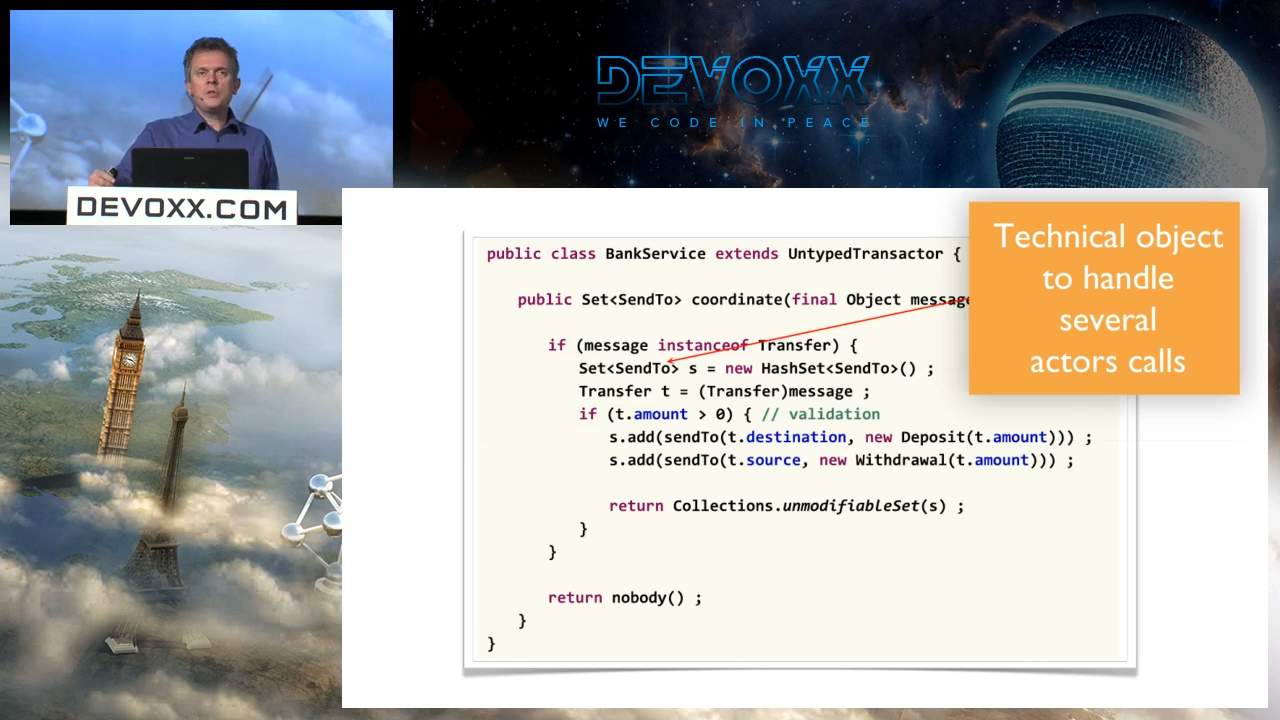 DEVOXX
WE CODE IN PEACE
DEVOXX.COM
Technical object
to handle
several
actors calls
public class BankService extends UntypedTransactor {
public Set<SendTo> coordinate(final Object message
if (message instanceof Transfer) {
Set<SendTo> s = new HashSet<SendTo>() ;
Transfer t = (Transfer)message ;
if (t.amount > 0) { // validation
s.add(sendTo(t.destination, new Deposit(t.amount))) ;
s.add(sendTo(t.source, new Withdrawal(t.amount))) ;
return Collections.unmodifiableSet(s) ;
}
}
return nobody() ;
}
}